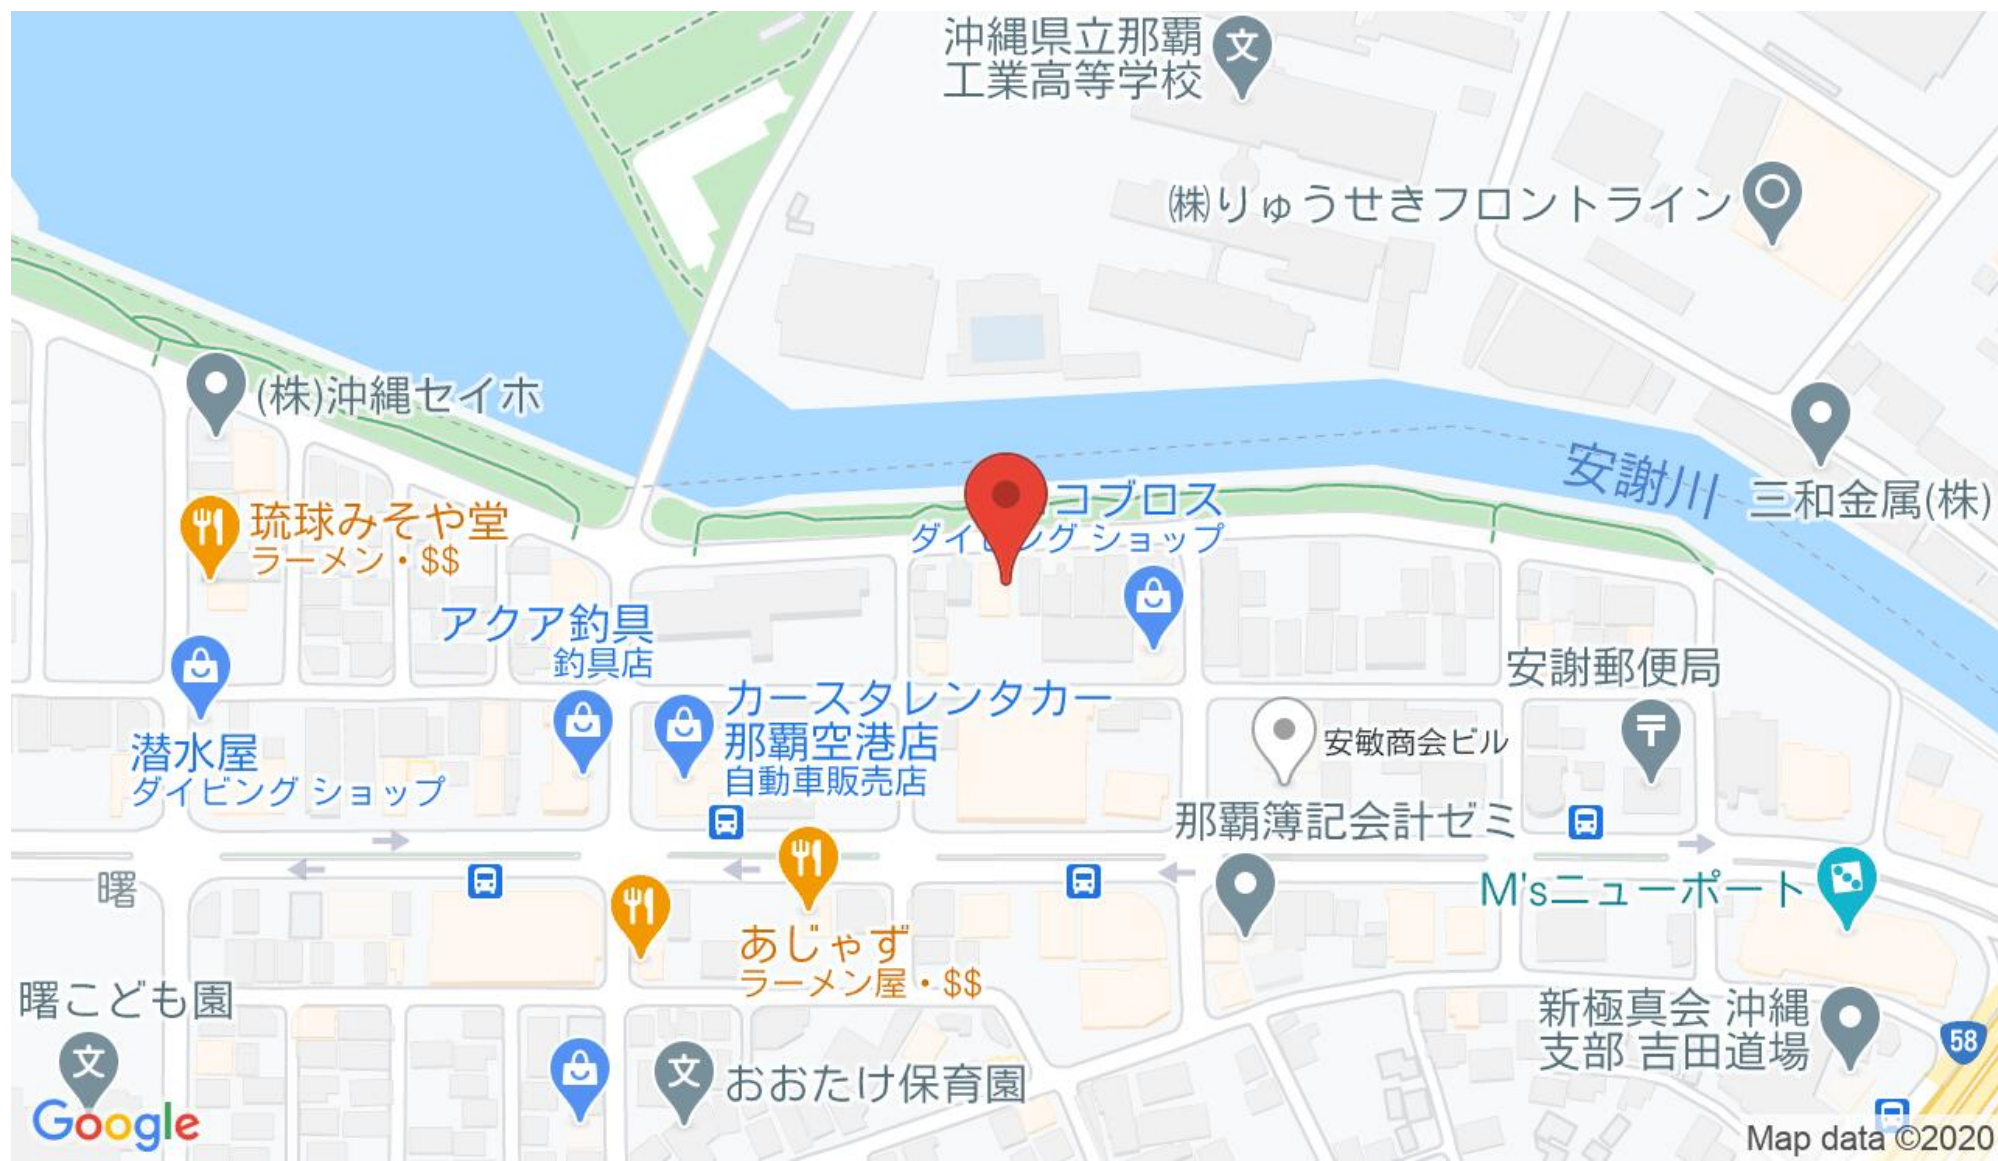 沖縄県立那覇
工業高等学校
㈱りゅうせきフロントライン
(株)沖縄セイホ
安謝川
三和金属(株)
コブロス
ダイビング ショップ
琉球みそや堂
ラーメン・$$
アクア釣具
釣具店
安謝郵便局
カースタレンタカー
那覇空港店
自動車販売店
安敏商会ビル
潜水屋
ダイビング ショップ
那覇簿記会計ゼミ
曙
M'sニューポート
あじゃず
ラーメン屋・$$
曙こども園
新極真会 沖縄
支部 吉田道場
58
おおたけ保育園
文
文
文
Google
Map data ©2020